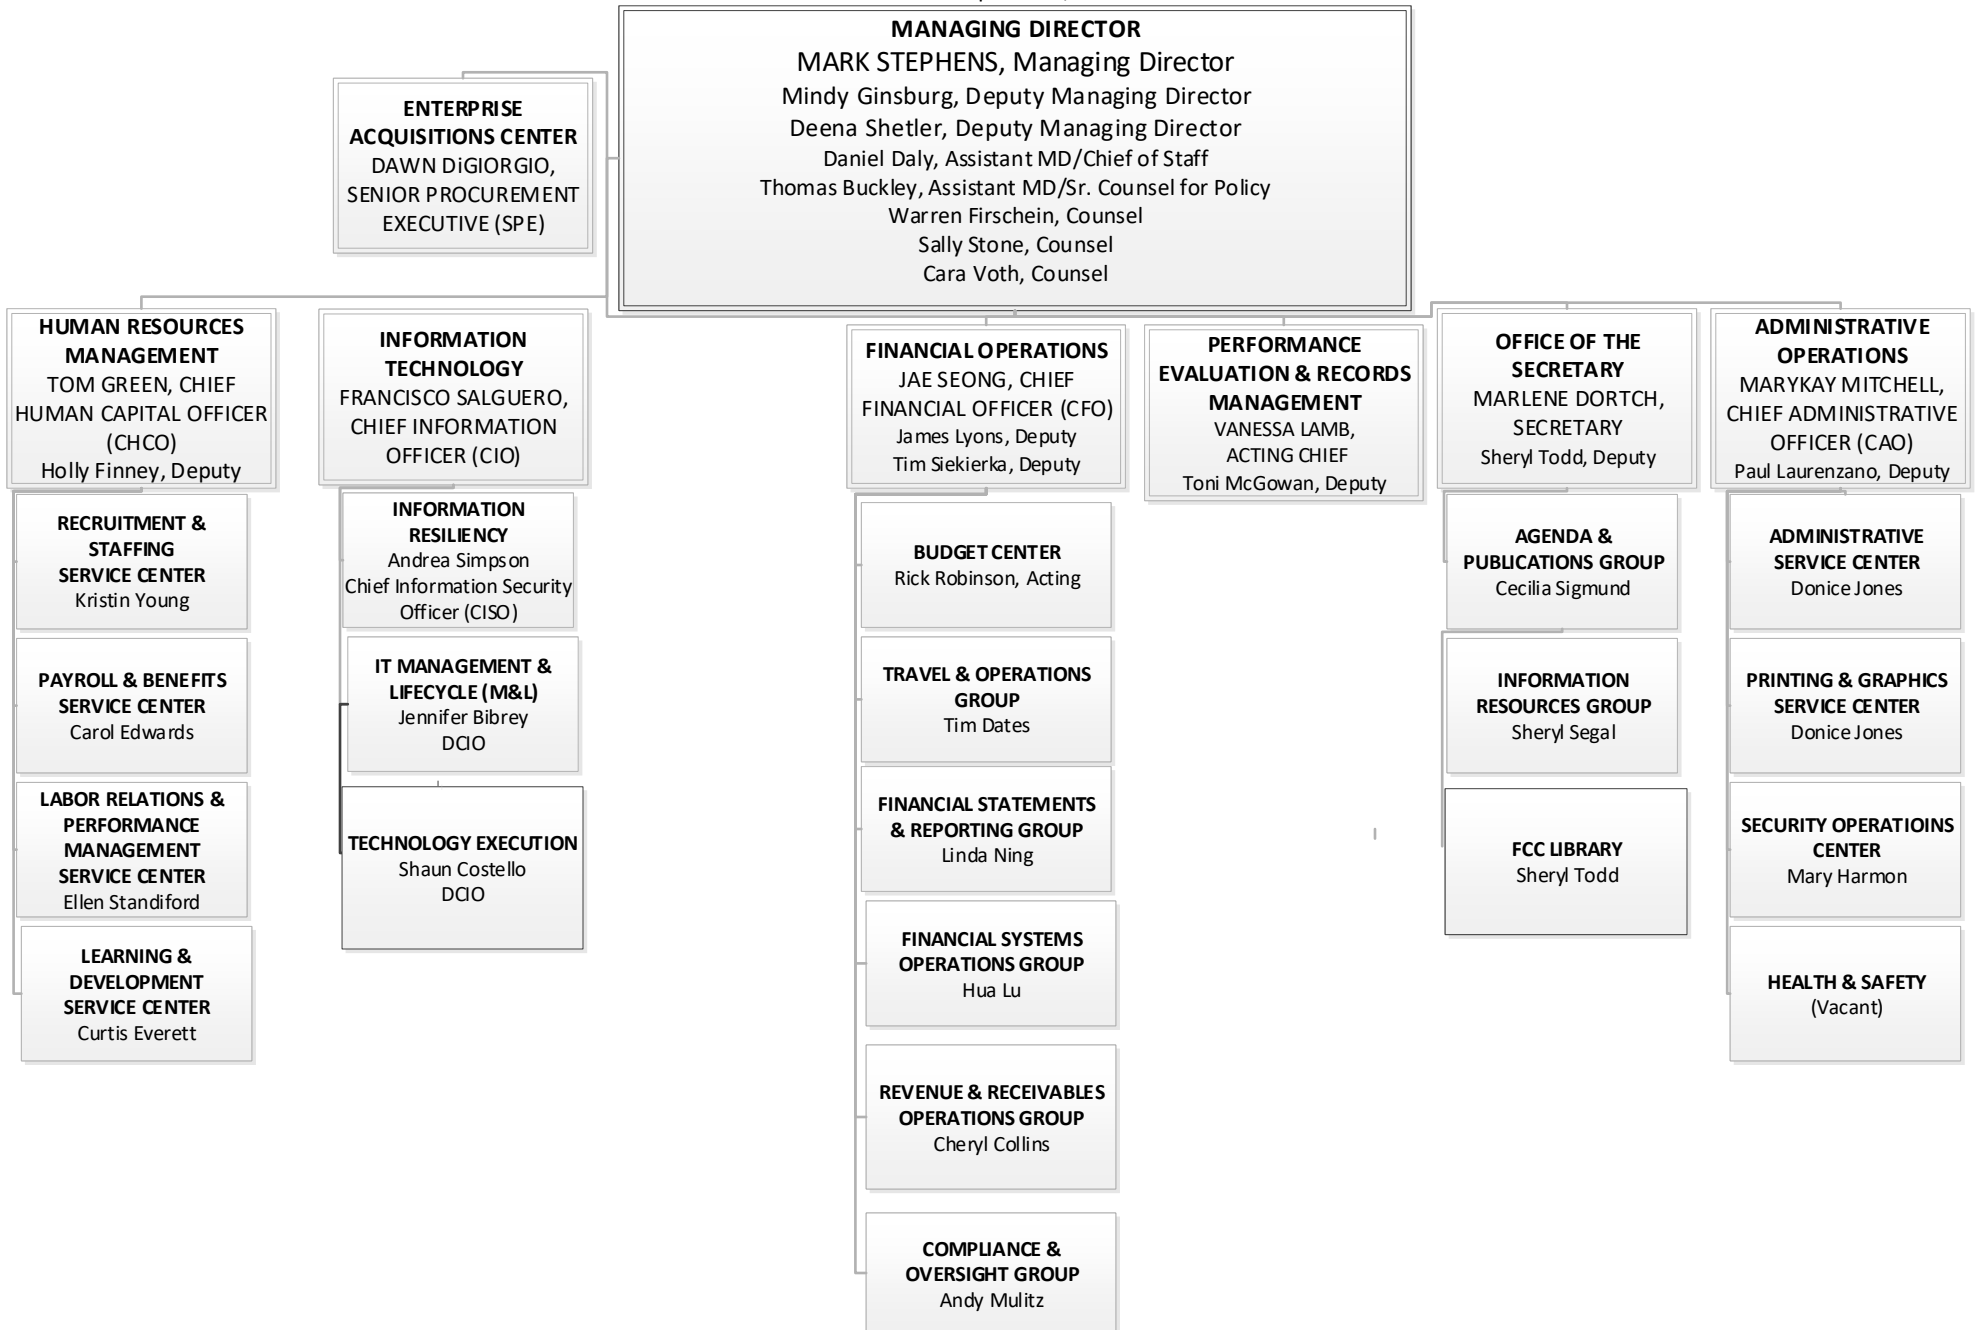 MANAGING DIRECTOR
MARK STEPHENS, Managing Director
Mindy Ginsburg, Deputy Managing Director
Deena Shetler, Deputy Managing Director
Daniel Daly, Assistant MD/Chief of Staff
Thomas Buckley, Assistant MD/Sr. Counsel for Policy
Warren Firschein, Counsel
Sally Stone, Counsel
Cara Voth, Counsel
ENTERPRISE
ACQUISITIONS CENTER
DAWN DiGIORGIO,
SENIOR PROCUREMENT
EXECUTIVE (SPE)
HUMAN RESOURCES
MANAGEMENT
TOM GREEN, CHIEF
HUMAN CAPITAL OFFICER
(CHCO)
Holly Finney, Deputy
RECRUITMENT &
STAFFING
SERVICE CENTER
Kristin Young
PAYROLL & BENEFITS
SERVICE CENTER
Carol Edwards
LABOR RELATIONS &
PERFORMANCE
MANAGEMENT
SERVICE CENTER
Ellen Standiford
LEARNING &
DEVELOPMENT
SERVICE CENTER
Curtis Everett
INFORMATION
TECHNOLOGY
FRANCISCO SALGUERO,
CHIEF INFORMATION
OFFICER (CIO)
INFORMATION
RESILIENCY
Andrea Simpson
Chief Information Security
Officer (CISO)
IT MANAGEMENT &
LIFECYCLE (M&L)
Jennifer Bibrey
DCIO
TECHNOLOGY EXECUTION
Shaun Costello
DCIO
FINANCIAL OPERATIONS
JAE SEONG, CHIEF
FINANCIAL OFFICER (CFO)
James Lyons, Deputy
Tim Siekierka, Deputy
BUDGET CENTER
Rick Robinson, Acting
TRAVEL & OPERATIONS
GROUP
Tim Dates
FINANCIAL STATEMENTS
& REPORTING GROUP
Linda Ning
FINANCIAL SYSTEMS
OPERATIONS GROUP
Hua Lu
REVENUE & RECEIVABLES
OPERATIONS GROUP
Cheryl Collins
COMPLIANCE &
OVERSIGHT GROUP
Andy Mulitz
PERFORMANCE
EVALUATION & RECORDS
MANAGEMENT
VANESSA LAMB,
ACTING CHIEF
Toni McGowan, Deputy
OFFICE OF THE
SECRETARY
MARLENE DORTCH,
SECRETARY
Sheryl Todd, Deputy
AGENDA &
PUBLICATIONS GROUP
Cecilia Sigmund
INFORMATION
RESOURCES GROUP
Sheryl Segal
FCC LIBRARY
Sheryl Todd
ADMINISTRATIVE
OPERATIONS
MARYKAY MITCHELL,
CHIEF ADMINISTRATIVE
OFFICER (CAO)
Paul Laurenzano, Deputy
ADMINISTRATIVE
SERVICE CENTER
Donice Jones
PRINTING & GRAPHICS
SERVICE CENTER
Donice Jones
SECURITY OPERATIOINS
CENTER
Mary Harmon
HEALTH & SAFETY
(Vacant)